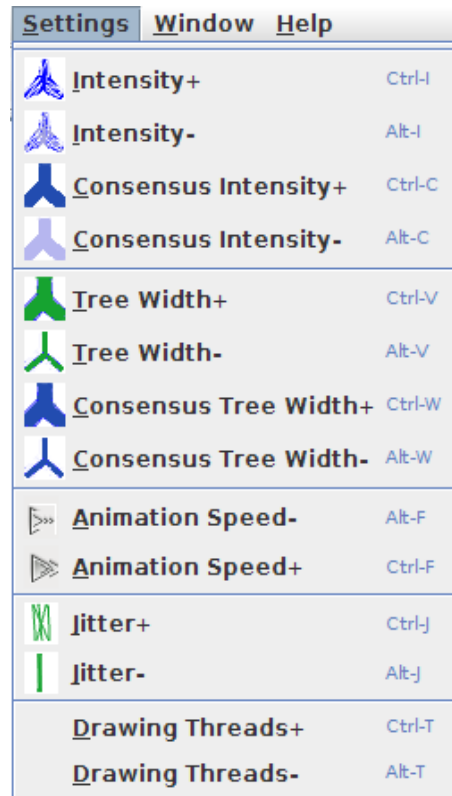 Settings Window Help
Intensity+ Ctrl-I
Intensity- Alt-I
Consensus Intensity+ Ctrl-C
Consensus Intensity- Alt-C
Tree Width+ Ctrl-V
Tree Width- Alt-V
Consensus Tree Width+ Ctrl-W
Consensus Tree Width- Alt-W
Animation Speed- Alt-F
Animation Speed+ Ctrl-F
Jitter+ Ctrl-J
Jitter- Alt-J
Drawing Threads+ Ctrl-T
Drawing Threads- Alt-T